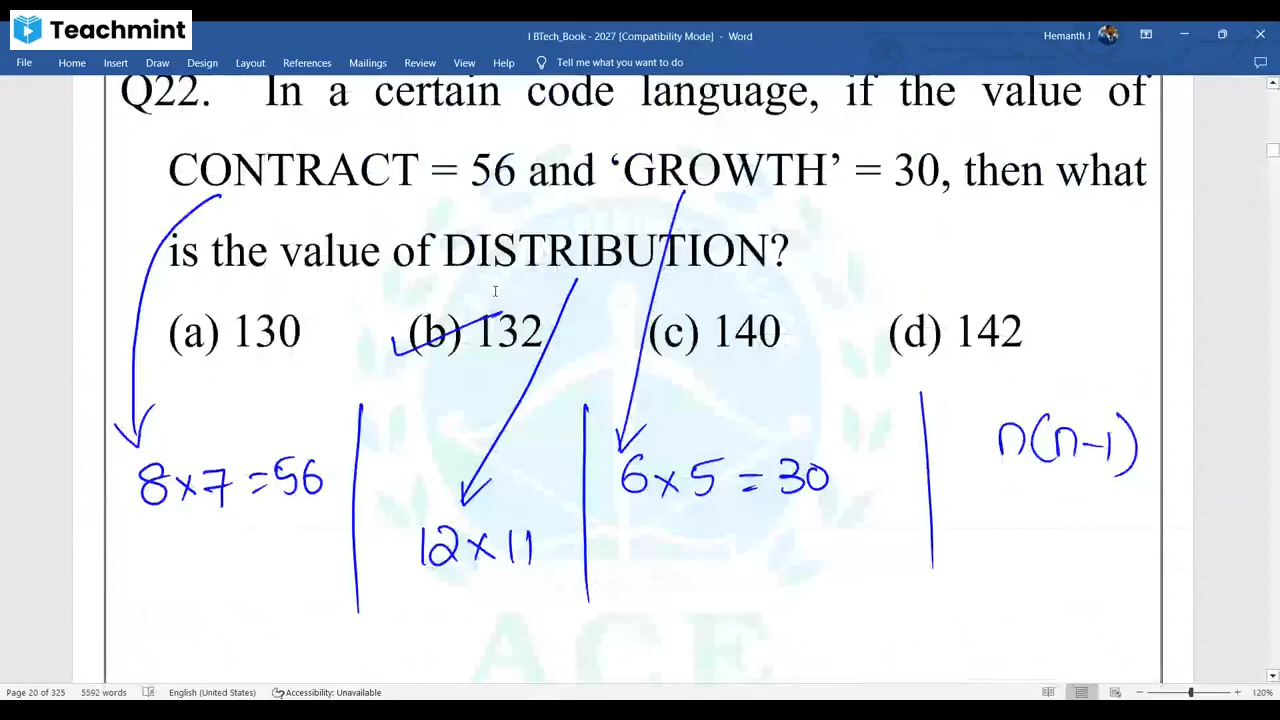 Teachmint
I BTech_Book - 2027 [Compatibility Mode] - Word
Hemanth J
File Home Insert Draw Design Layout References Mailings Review View Help Tell me what you want to do
Q22. In a certain code language, if the value of
CONTRACT = 56 and ‘GROWTH’ = 30, then what
is the value of DISTRIBUTION?
(a) 130 (b) 132 (c) 140 (d) 142
n(n-1)
8×7=56
6×5=30
12×11
ACE
Page 20 of 325 5592 words English (United States) Accessibility: Unavailable 120%